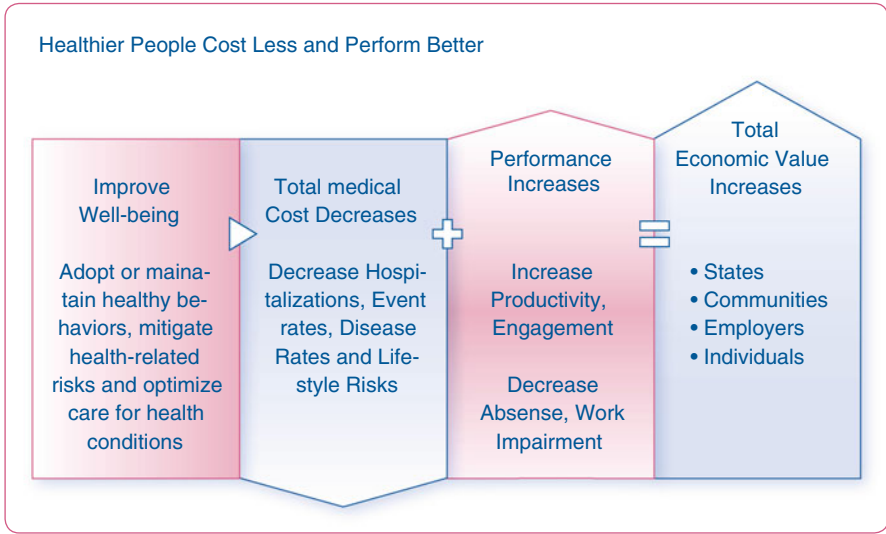 Healthier People Cost Less and Perform Better
Improve
Well-being
Adopt or maina-
tain healthy be-
haviors, mitigate
health-related
risks and optimize
care for health
conditions
Total medical
Cost Decreases
Decrease Hospi-
talizations, Event
rates, Disease
Rates and Life-
style Risks
Performance
Increases
Increase
Productivity,
Engagement
Decrease
Absense, Work
Impairment
Total
Economic Value
Increases
• States
• Communities
• Employers
• Individuals